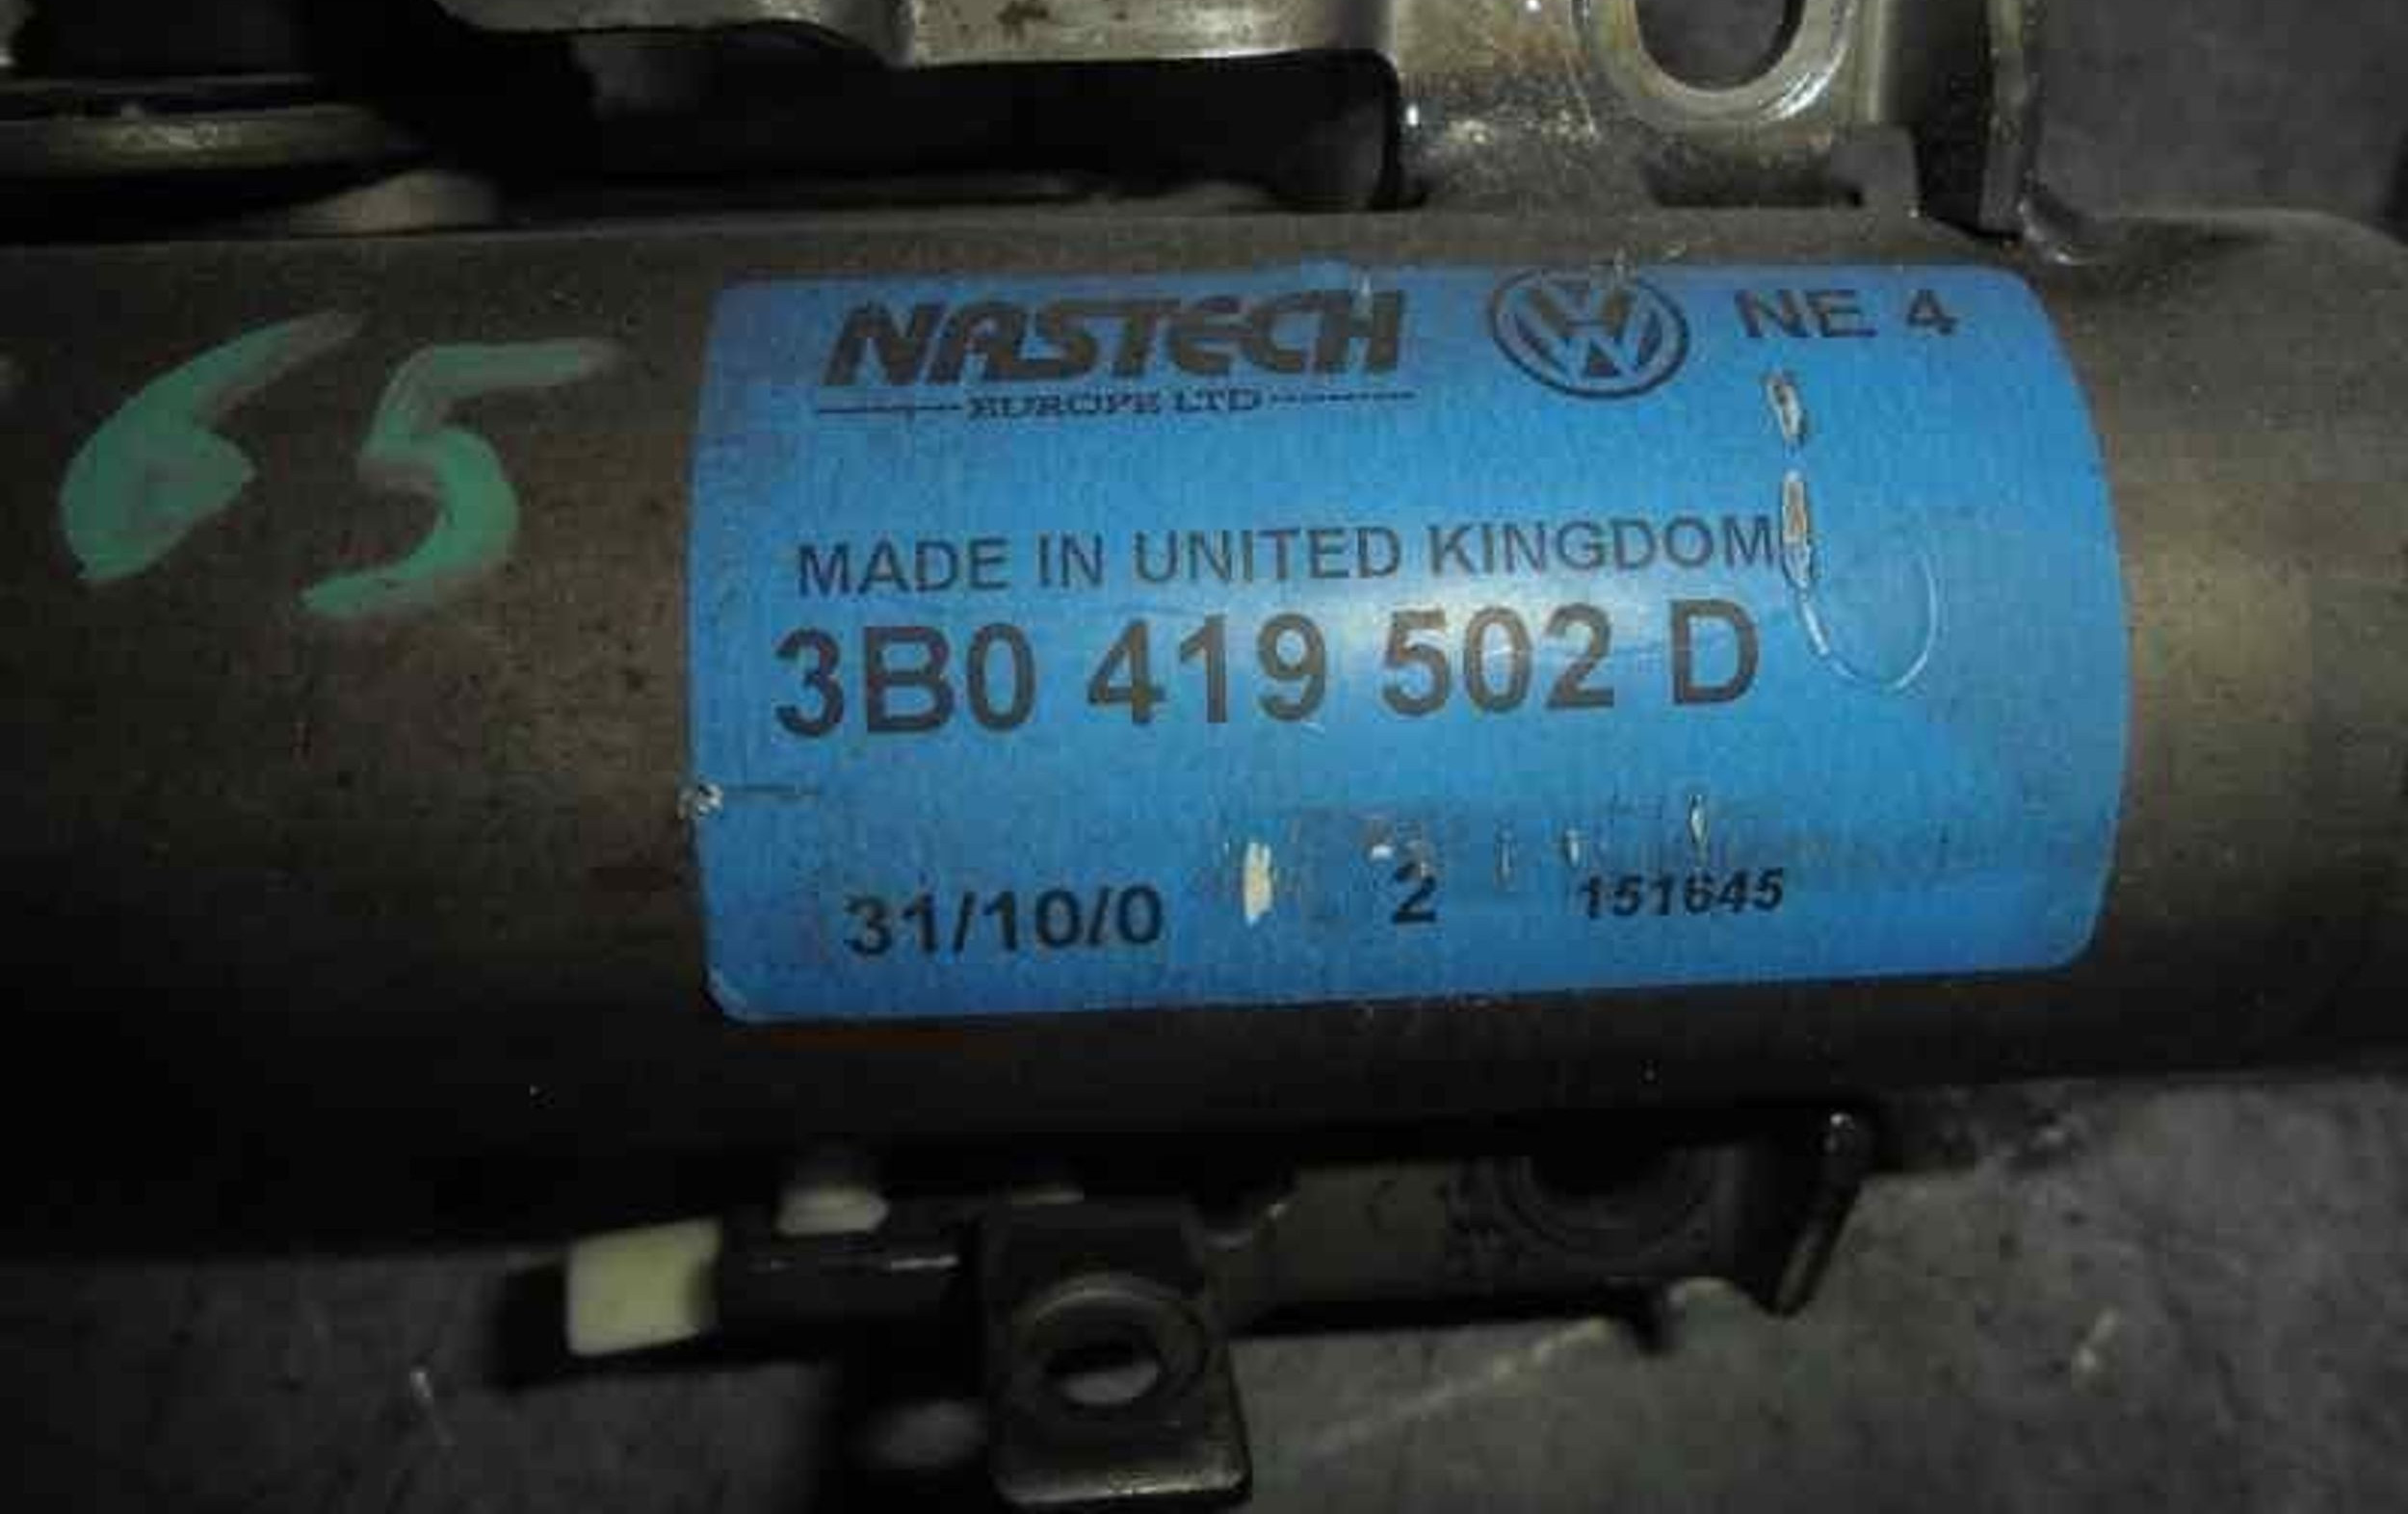 65
NASTECH NE 4
EUROPE LTD
MADE IN UNITED KINGDOM
3B0 419 502 D
31/10/0 2 151645